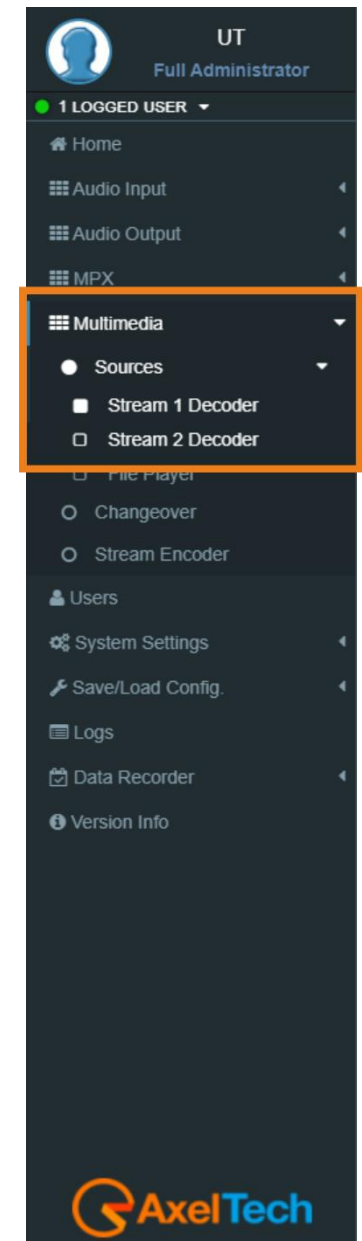 UT
Full Administrator
1 LOGGED USER
Home
Audio Input
Audio Output
MPX
Multimedia
Sources
Stream 1 Decoder
Stream 2 Decoder
File Player
Changeover
Stream Encoder
Users
System Settings
Save/Load Config.
Logs
Data Recorder
Version Info
AxelTech